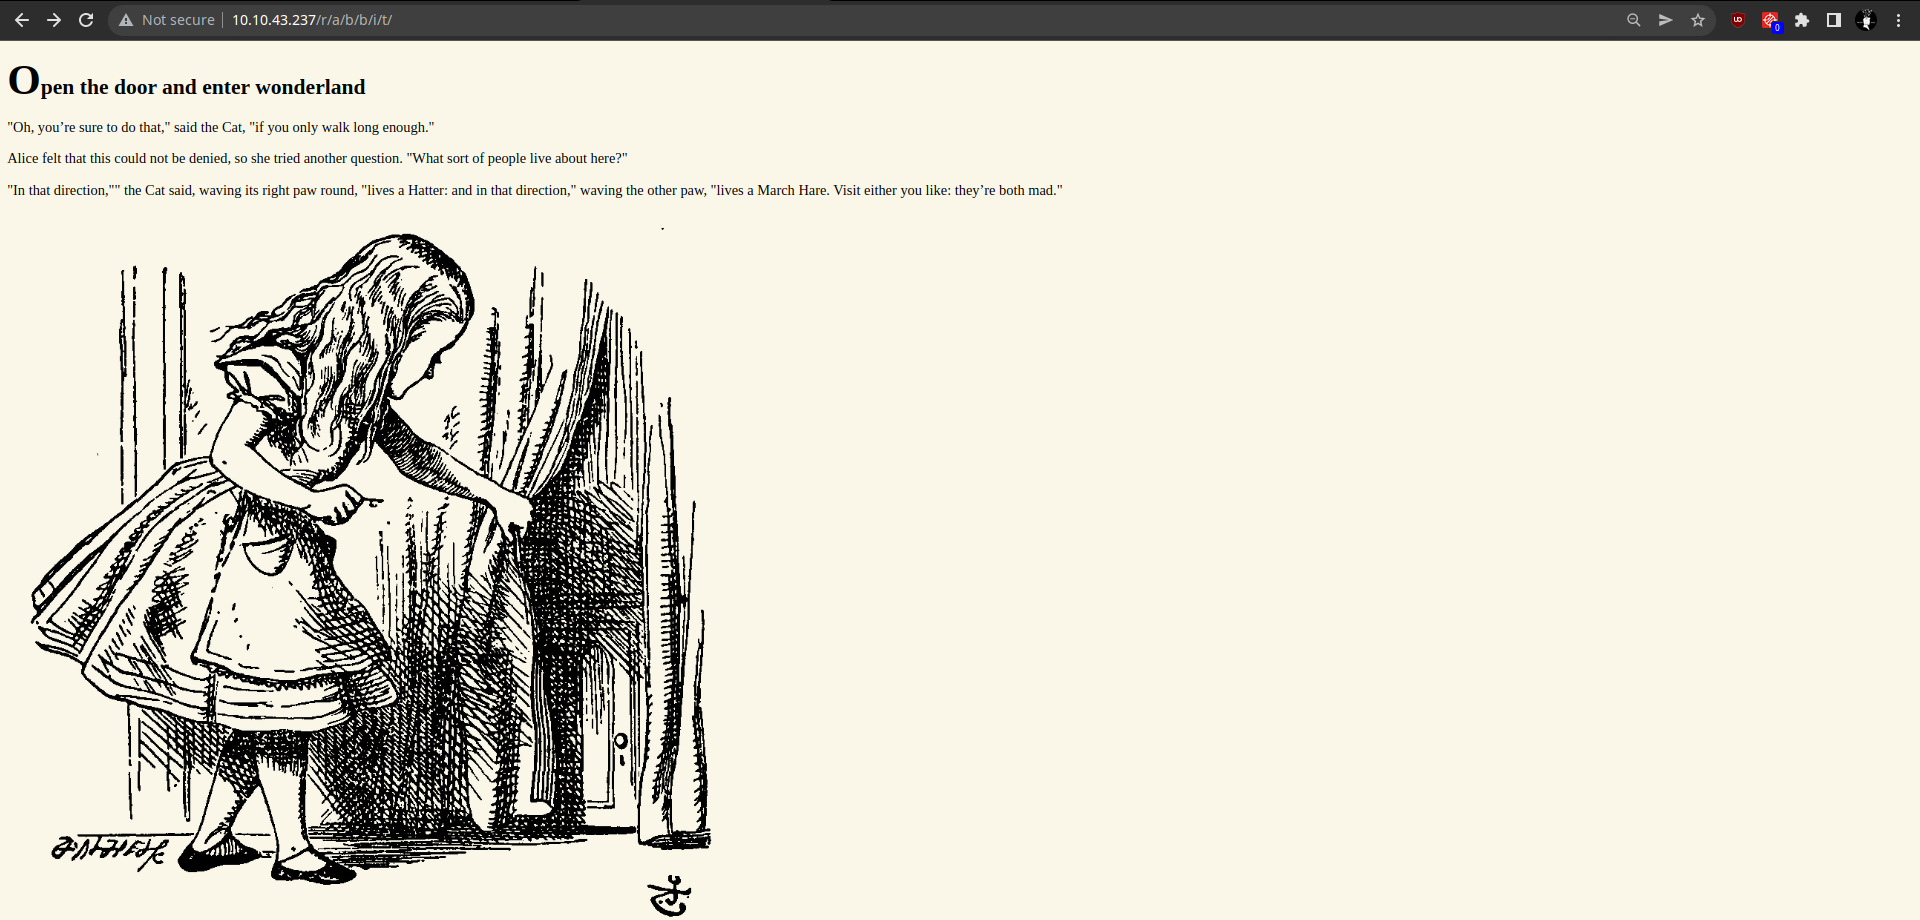 Not secure
10.10.43.237/r/a/b/b/i/t/
UO
0
Open the door and enter wonderland
"Oh, you’re sure to do that," said the Cat, "if you only walk long enough."
Alice felt that this could not be denied, so she tried another question. "What sort of people live about here?"
"In that direction,"" the Cat said, waving its right paw round, "lives a Hatter: and in that direction," waving the other paw, "lives a March Hare. Visit either you like: they’re both mad."